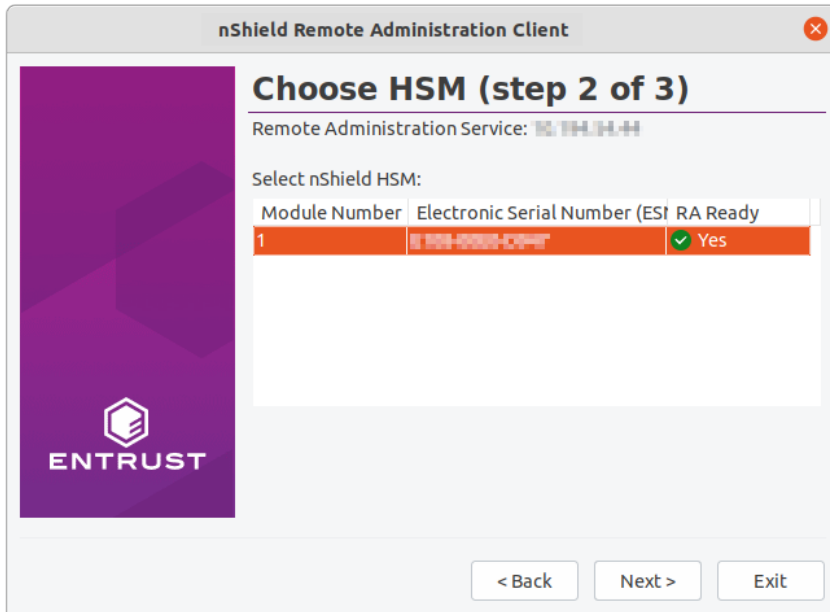 nShield Remote Administration Client
Choose HSM (step 2 of 3)
Remote Administration Service:
Select nShield HSM:
Module Number Electronic Serial Number (ESN RA Ready
1 Yes
ENTRUST
< Back Next > Exit